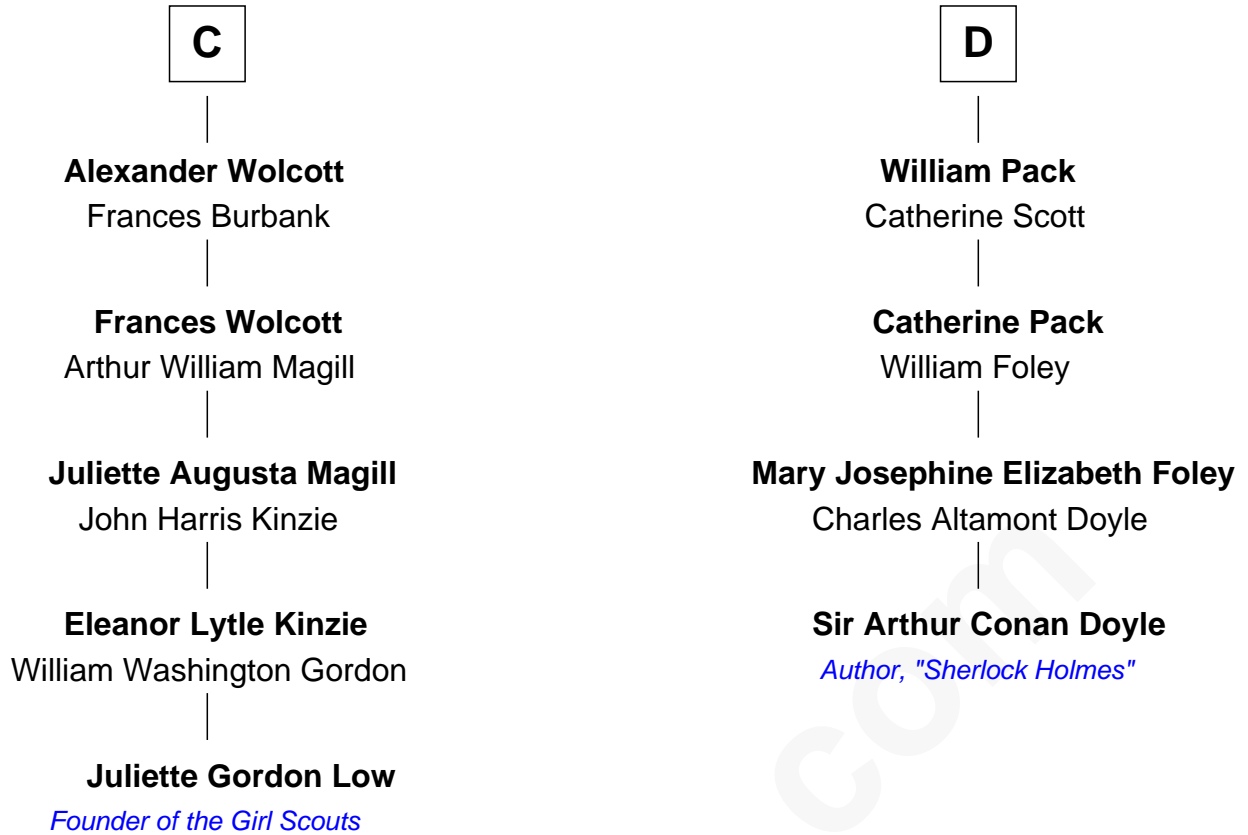 C
Alexander Wolcott
Frances Burbank
Frances Wolcott
Arthur William Magill
Juliette Augusta Magill
John Harris Kinzie
Eleanor Lytle Kinzie
William Washington Gordon
Juliette Gordon Low
Founder of the Girl Scouts
D
William Pack
Catherine Scott
Catherine Pack
William Foley
Mary Josephine Elizabeth Foley
Charles Altamont Doyle
Sir Arthur Conan Doyle
Author, "Sherlock Holmes"
com